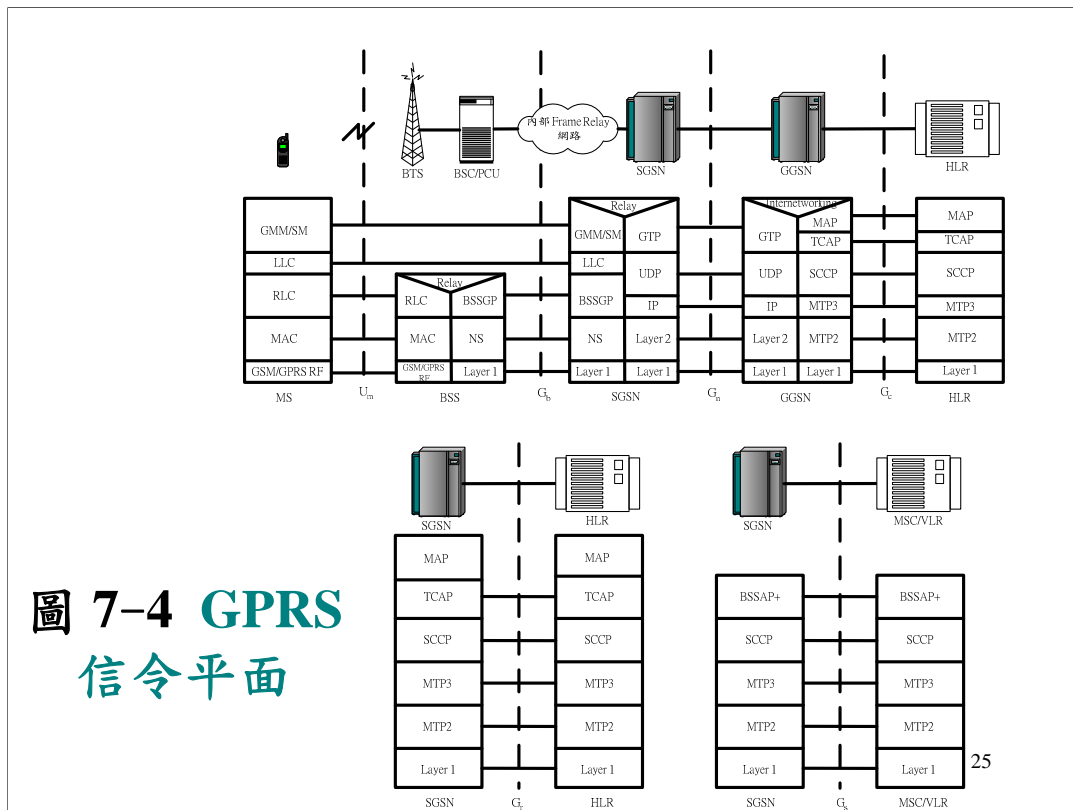 內部 Frame Relay
網路
BTS
BSC/PCU
SGSN
GGSN
HLR
GMM/SM
LLC
RLC
MAC
GSM/GPRS RF
MS
Um
Relay
RLC
BSSGP
MAC
NS
GSM/GPRS
RF
Layer 1
BSS
Gb
Relay
GMM/SM
GTP
LLC
UDP
BSSGP
IP
NS
Layer 2
Layer 1
Layer 1
SGSN
Gn
Internetworking
GTP
MAP
TCAP
UDP
SCCP
IP
MTP3
Layer 2
MTP2
Layer 1
Layer 1
GGSN
Gc
MAP
TCAP
SCCP
MTP3
MTP2
Layer 1
HLR
SGSN
HLR
MAP
MAP
TCAP
TCAP
SCCP
SCCP
MTP3
MTP3
MTP2
MTP2
Layer 1
Layer 1
SGSN
Gr
HLR
SGSN
MSC/VLR
BSSAP+
BSSAP+
SCCP
SCCP
MTP3
MTP3
MTP2
MTP2
Layer 1
Layer 1
SGSN
Gs
MSC/VLR
圖 7-4 GPRS
信令平面
25